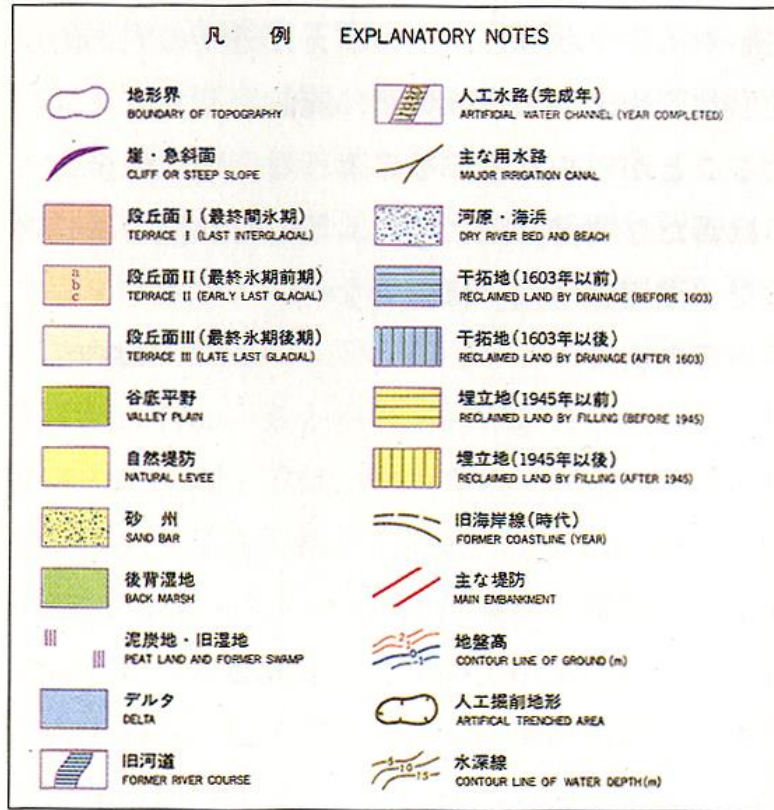 凡 例 EXPLANATORY NOTES
地形界
BOUNDARY OF TOPOGRAPHY
崖・急斜面
CLIFF OR STEEP SLOPE
段丘面Ⅰ(最終間氷期)
TERRACE Ⅰ (LAST INTERGLACIAL)
a
b
c
段丘面Ⅱ(最終氷期前期)
TERRACE Ⅱ (EARLY LAST GLACIAL)
段丘面Ⅲ(最終氷期後期)
TERRACE Ⅲ (LATE LAST GLACIAL)
谷底平野
VALLEY PLAIN
自然堤防
NATURAL LEVEE
砂 州
SAND BAR
後背湿地
BACK MARSH
泥炭地・旧湿地
PEAT LAND AND FORMER SWAMP
デルタ
DELTA
旧河道
FORMER RIVER COURSE
人工水路(完成年)
ARTIFICIAL WATER CHANNEL (YEAR COMPLETED)
主な用水路
MAJOR IRRIGATION CANAL
河原・海浜
DRY RIVER BED AND BEACH
干拓地(1603年以前)
RECLAIMED LAND BY DRAINAGE (BEFORE 1603)
干拓地(1603年以後)
RECLAIMED LAND BY DRAINAGE (AFTER 1603)
埋立地(1945年以前)
RECLAIMED LAND BY FILLING (BEFORE 1945)
埋立地(1945年以後)
RECLAIMED LAND BY FILLING (AFTER 1945)
旧海岸線(時代)
FORMER COASTLINE (YEAR)
主な堤防
MAIN EMBANKMENT
2
1
0
-1
地盤高
CONTOUR LINE OF GROUND (m)
人工掘削地形
ARTIFICAL TRENCHED AREA
5
10
15
水深線
CONTOUR LINE OF WATER DEPTH (m)